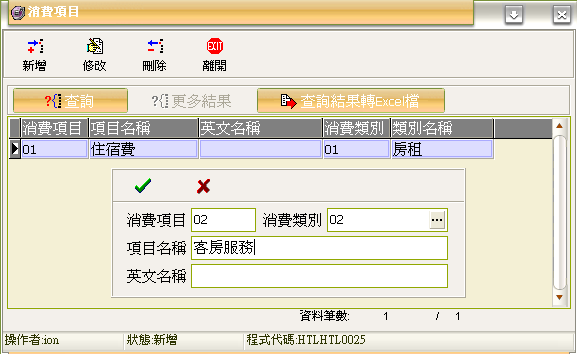 消費項目
新增 修改 刪除 離開
查詢 更多結果 查詢結果轉Excel檔
消費項目 項目名稱 英文名稱 消費類別 類別名稱
01 住宿費 01 房租
消費項目 02 消費類別 02 ...
項目名稱 客房服務
英文名稱
資料筆數: 1 / 1
操作者:ion 狀態:新增 程式代碼:HTLHTL0025